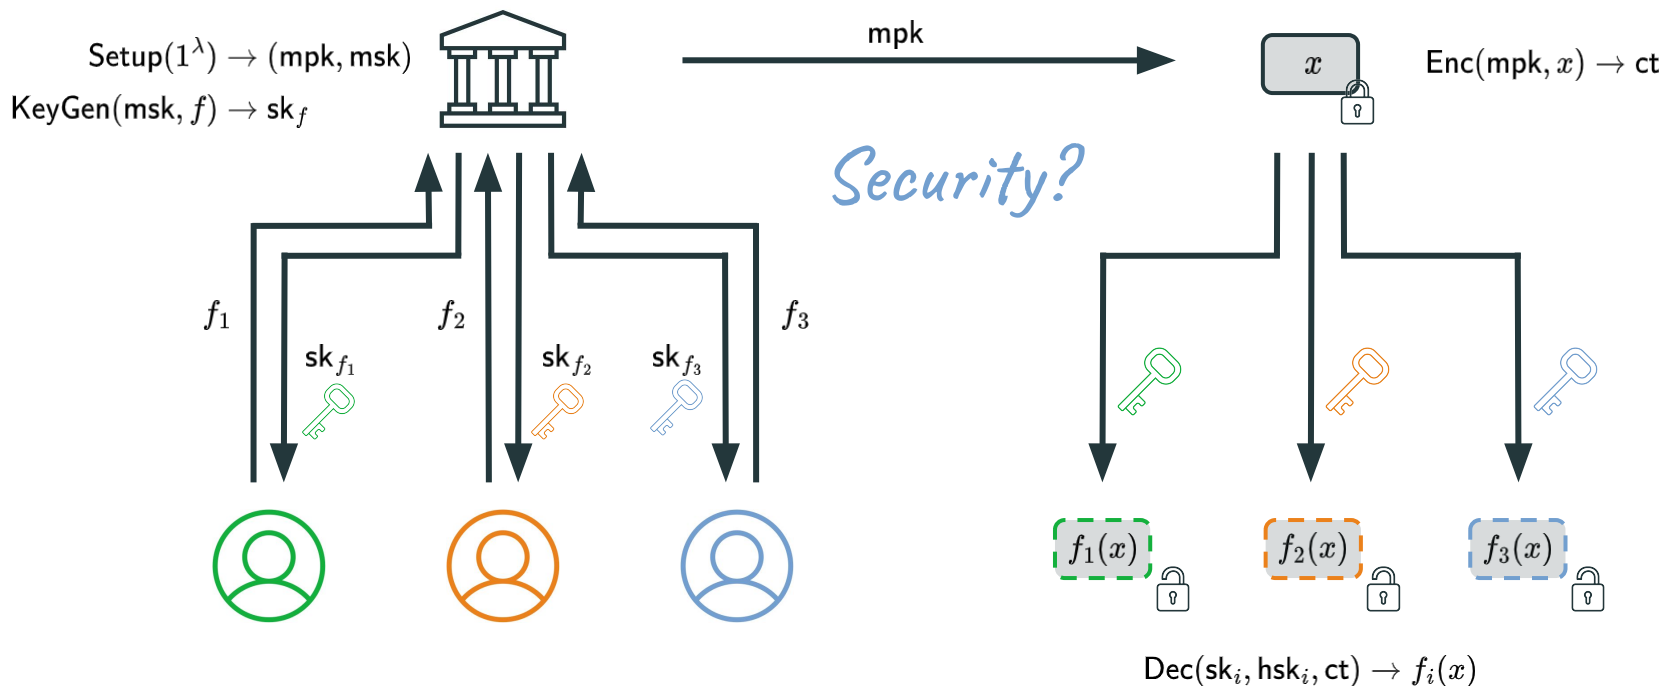 Setup(1^λ) → (mpk, msk)
KeyGen(msk, f) → sk_f
mpk
x
Enc(mpk, x) → ct
Security?
f_1
f_2
f_3
sk_{f_1}
sk_{f_2}
sk_{f_3}
f_1(x)
f_2(x)
f_3(x)
Dec(sk_i, hsk_i, ct) → f_i(x)